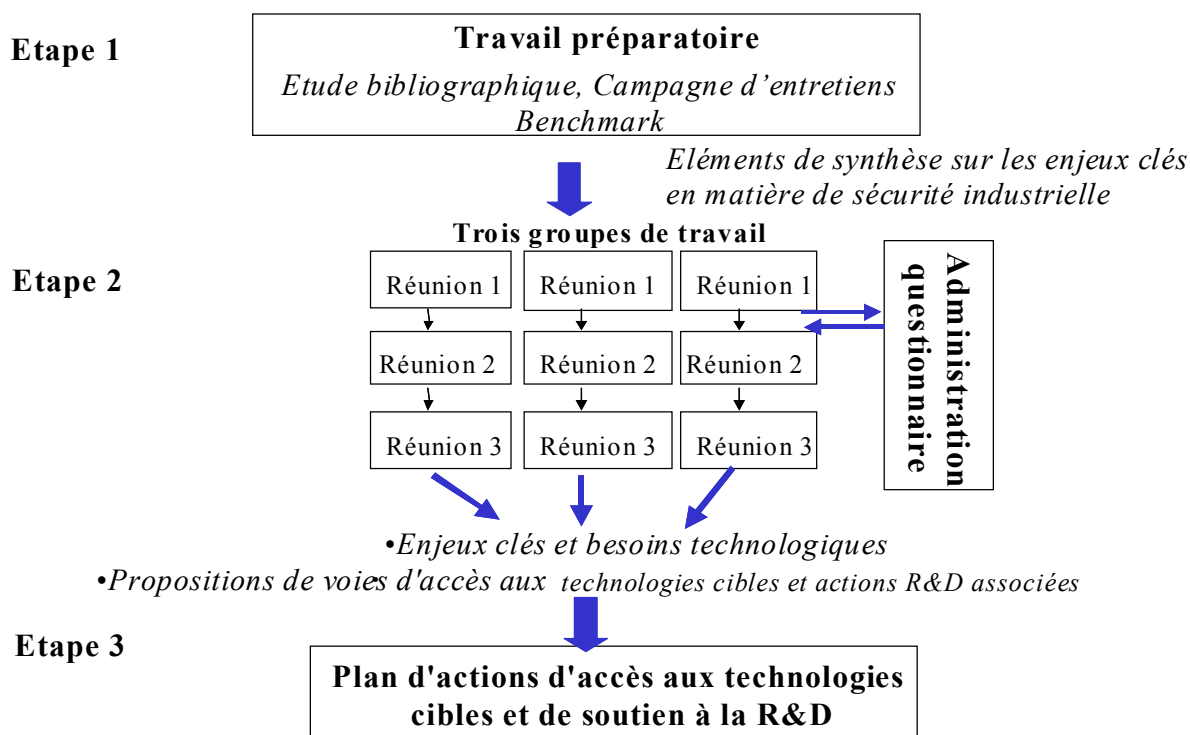 Etape 1
Travail préparatoire
Etude bibliographique, Campagne d'entretiens
Benchmark
Eléments de synthèse sur les enjeux clés
en matière de sécurité industrielle
Trois groupes de travail
Etape 2
Réunion 1
Réunion 1
Réunion 1
Réunion 2
Réunion 2
Réunion 2
Réunion 3
Réunion 3
Réunion 3
Administration
questionnaire
•Enjeux clés et besoins technologiques
•Propositions de voies d'accès aux technologies cibles et actions R&D associées
Etape 3
Plan d'actions d'accès aux technologies
cibles et de soutien à la R&D